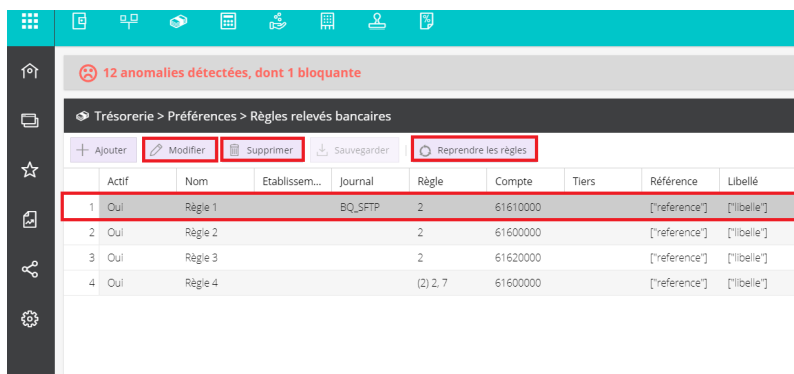 12 anomalies détectées, dont 1 bloquante
Trésorerie > Préférences > Règles relevés bancaires
Ajouter Modifier Supprimer Sauvegarder Reprendre les règles
Actif Nom Etablissem... Journal Règle Compte Tiers Référence Libellé
1 Oui Règle 1 BQ_SFTP 2 61610000 ["reference"] ["libelle"]
2 Oui Règle 2 2 61600000 ["reference"] ["libelle"]
3 Oui Règle 3 2 61620000 ["reference"] ["libelle"]
4 Oui Règle 4 (2) 2, 7 61600000 ["reference"] ["libelle"]